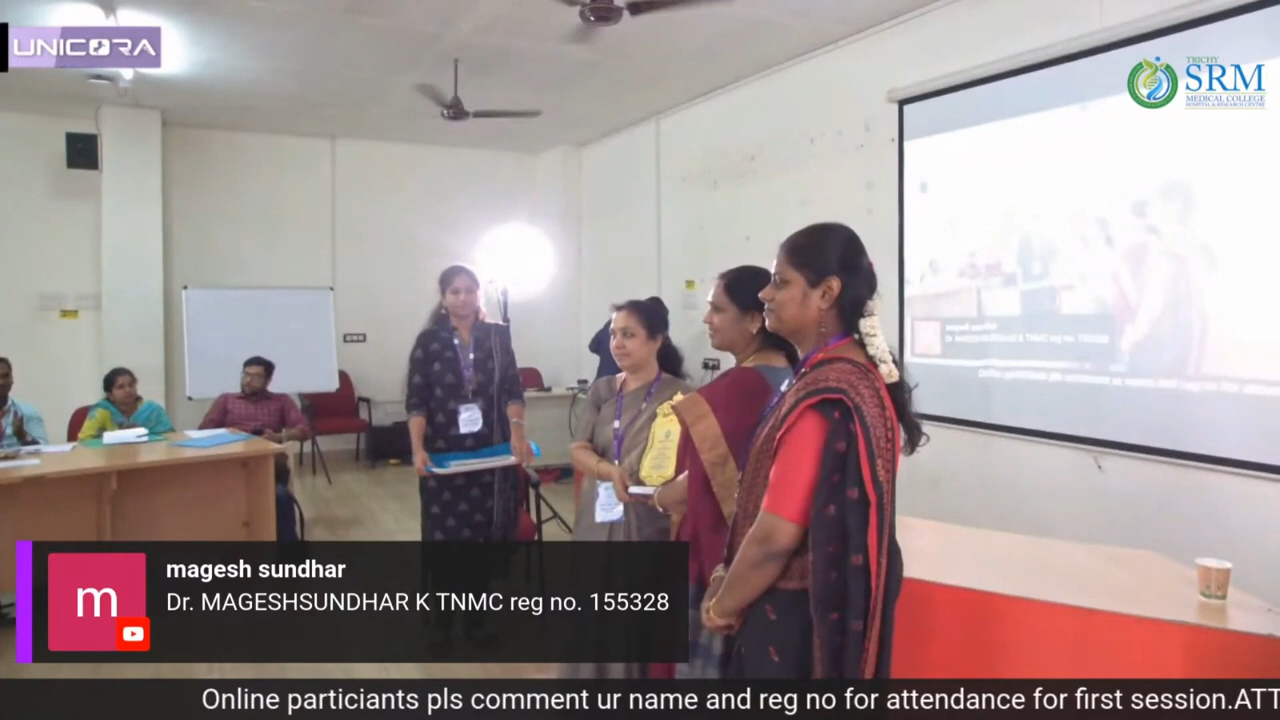 UNICORA
TRICHY
SRM
MEDICAL COLLEGE
HOSPITAL & RESEARCH CENTRE
magesh sundhar
Dr. MAGESHSUNDHAR K TNMC reg no. 155328
m
Online particiants pls comment ur name and reg no for attendance for first session.ATT